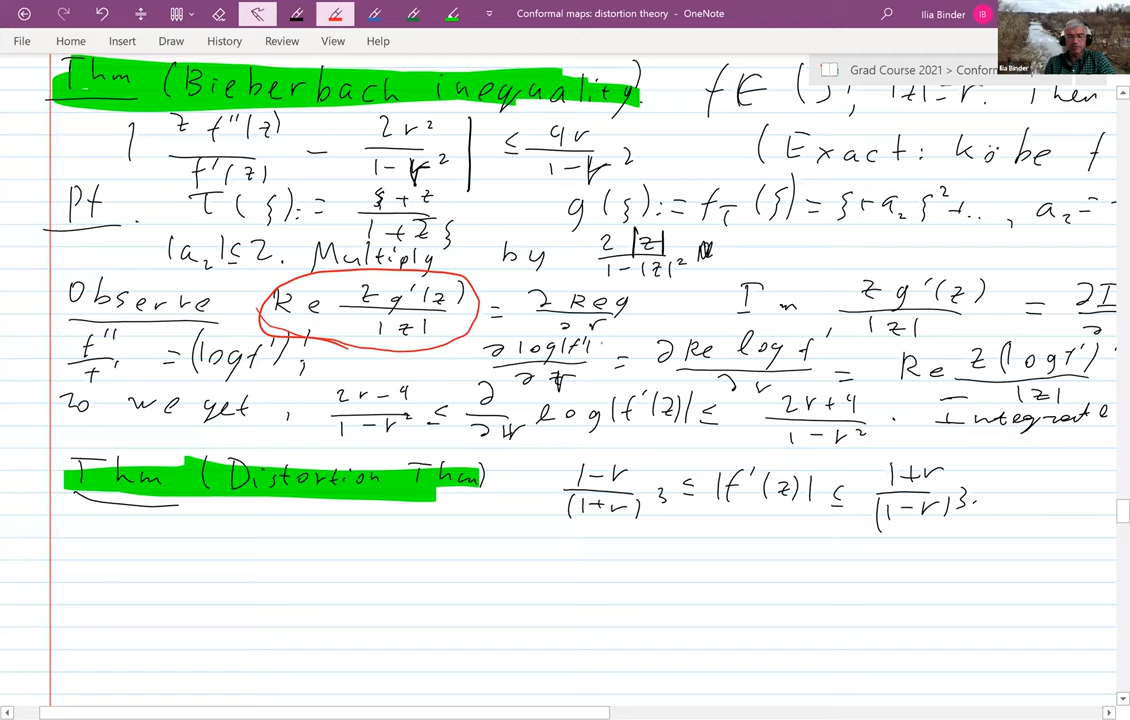 Conformal maps: distortion theory - OneNote
Ilia Binder
IB
File Home Insert Draw History Review View Help
Ilia Binder
Grad Course 2021 > Conform
Thm (Bieberbach inequality) f∈ (S), |z|=r. Then
| z f''(z) / f'(z) − 2r² / 1−r² | ≤ 4r / 1−r² (Exact: köbe f
Pf. T(ξ) := ξ+z / 1+z̄ξ g(ξ) := f_T(ξ) = ξ+a₂ξ²+..., a₂ =
|a₂|≤2. Multiply by 2|z| / 1−|z|²
Observe Re z g'(z) / |z| = ∂ Re g / ∂r Im z g'(z) / |z| = ∂ I
f'' / f' = (log f')'; ∂ log|f'| / ∂r = ∂ Re log f' / ∂r = Re z (log f')' / |z|
So we get, 2r−4 / 1−r² ≤ ∂ / ∂r log|f'(z)| ≤ 2r+4 / 1−r². Integrate
Thm (Distortion Thm) 1−r / (1+r)³ ≤ |f'(z)| ≤ 1+r / (1−r)³.